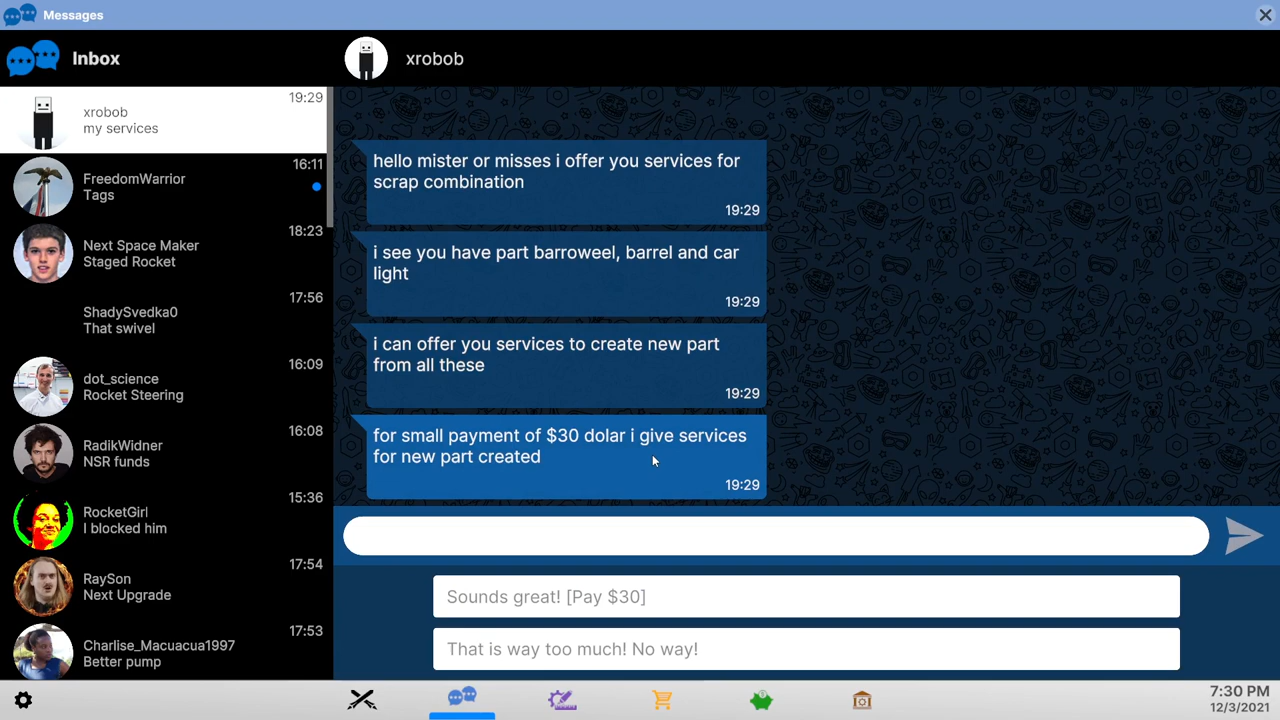 Messages
Inbox
xrobob
my services
19:29
FreedomWarrior
Tags
16:11
Next Space Maker
Staged Rocket
18:23
ShadySvedka0
That swivel
17:56
dot_science
Rocket Steering
16:09
RadikWidner
NSR funds
16:08
RocketGirl
I blocked him
15:36
RaySon
Next Upgrade
17:54
Charlise_Macuacua1997
Better pump
17:53
xrobob
hello mister or misses i offer you services for
scrap combination
19:29
i see you have part barroweel, barrel and car
light
19:29
i can offer you services to create new part
from all these
19:29
for small payment of $30 dolar i give services
for new part created
19:29
Sounds great! [Pay $30]
That is way too much! No way!
7:30 PM
12/3/2021